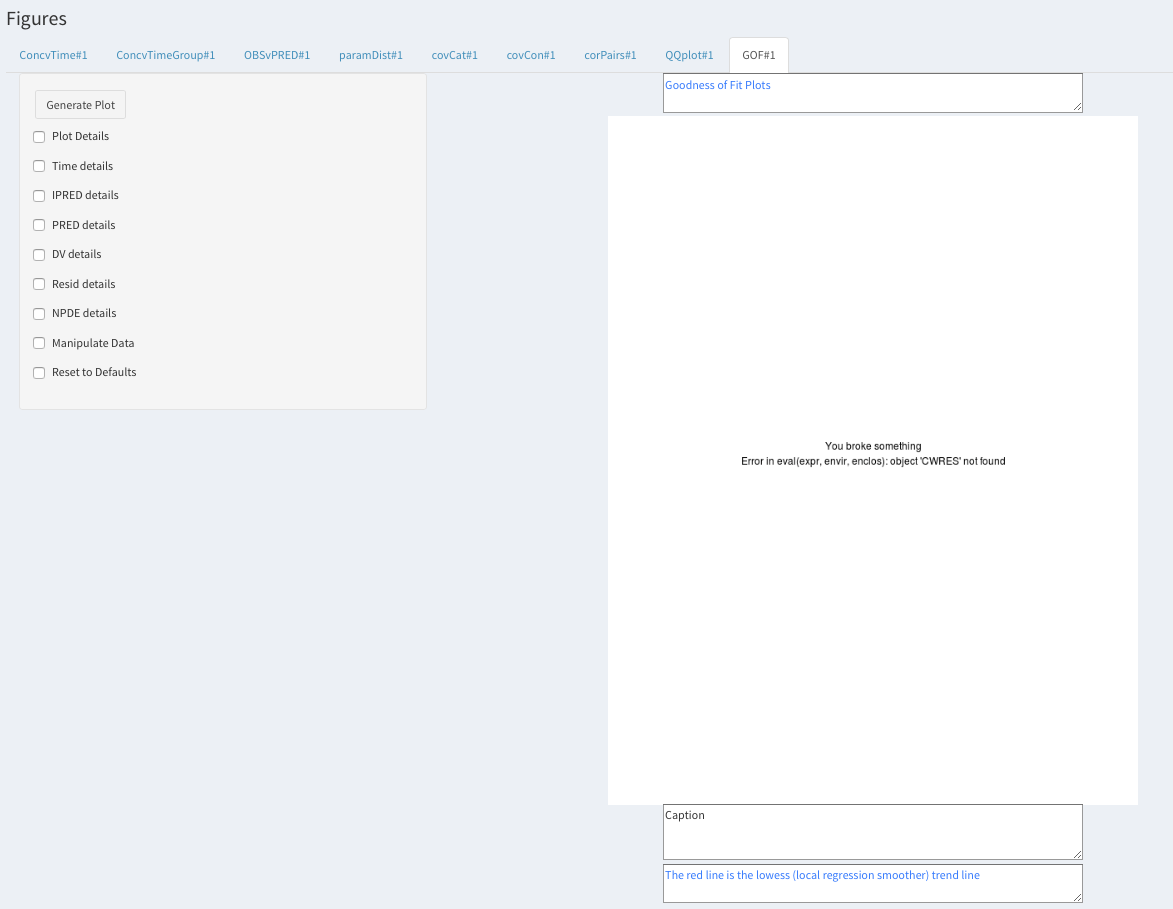 Figures
ConcvTime#1 ConcvTimeGroup#1 OBSvPRED#1 paramDist#1 covCat#1 covCon#1 corPairs#1 QQplot#1 GOF#1
Generate Plot
Plot Details
Time details
IPRED details
PRED details
DV details
Resid details
NPDE details
Manipulate Data
Reset to Defaults
Goodness of Fit Plots
You broke something
Error in eval(expr, envir, enclos): object 'CWRES' not found
Caption
The red line is the lowess (local regression smoother) trend line